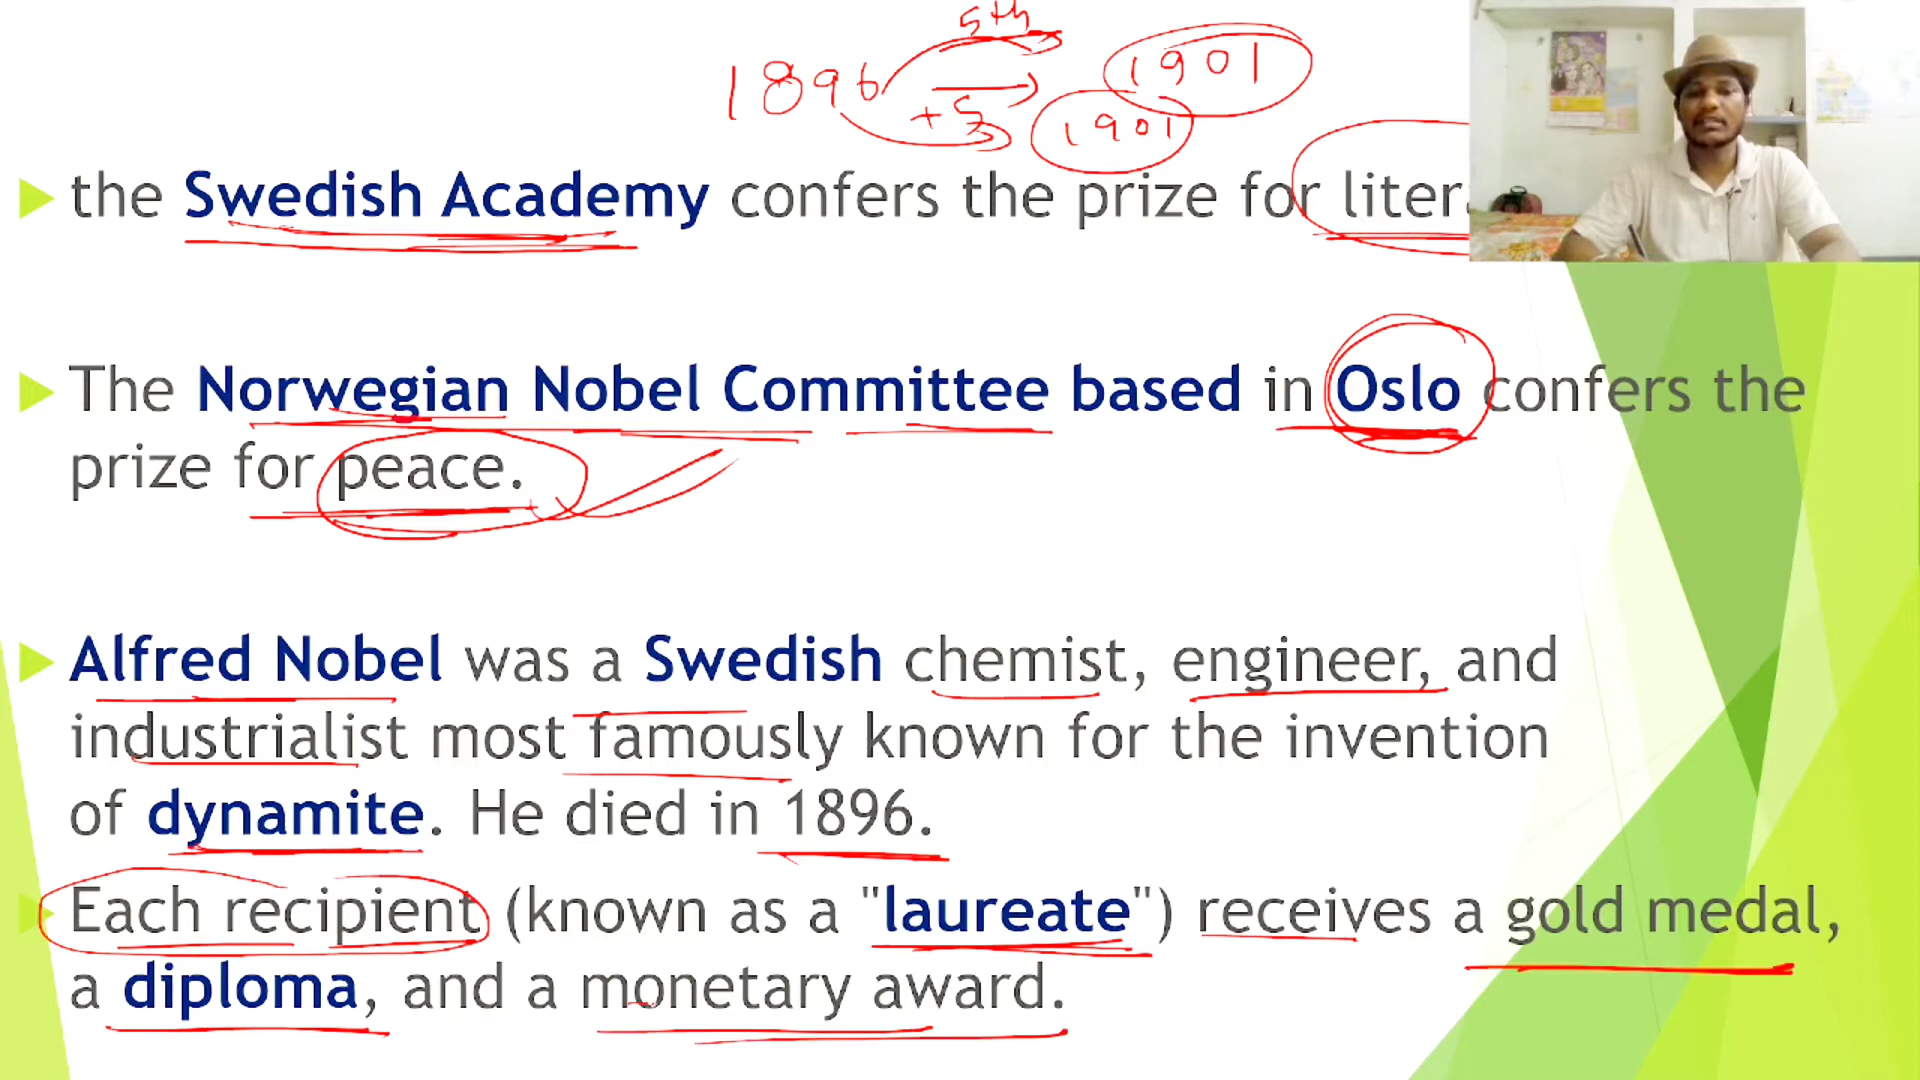 5th
1896 1901
+5 1901
the Swedish Academy confers the prize for
The Norwegian Nobel Committee based in Oslo confers the
prize for peace.
Alfred Nobel was a Swedish chemist, engineer, and
industrialist most famously known for the invention
of dynamite. He died in 1896.
Each recipient (known as a "laureate") receives a gold medal,
a diploma, and a monetary award.